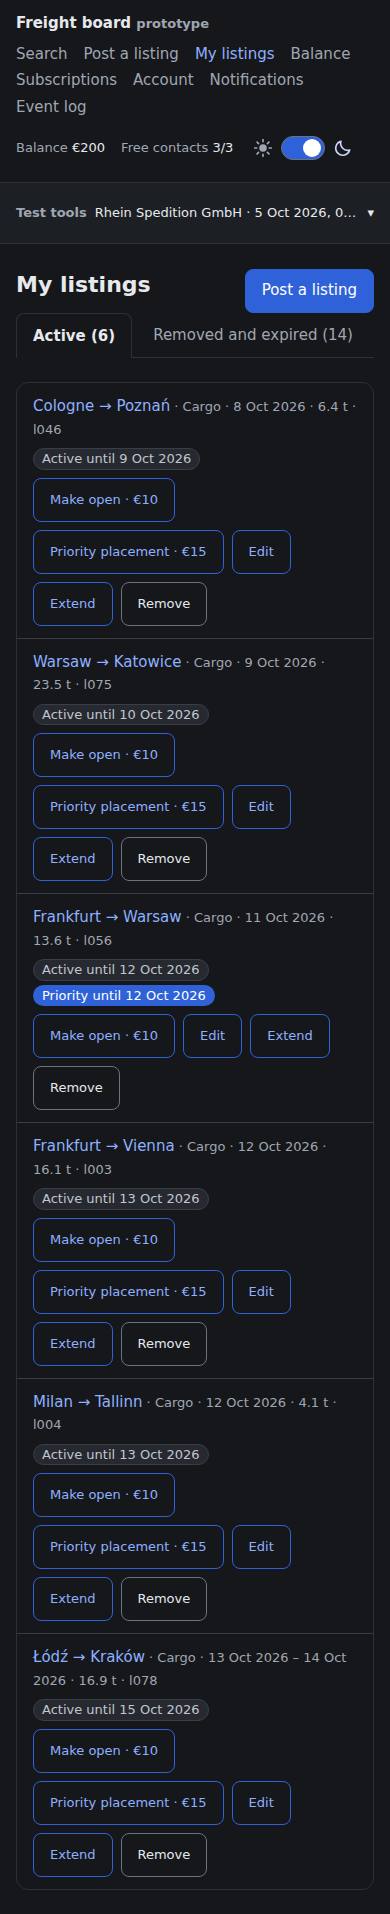 Freight board prototype
Search Post a listing My listings Balance
Subscriptions Account Notifications
Event log
Balance €200 Free contacts 3/3
Test tools Rhein Spedition GmbH · 5 Oct 2026, 0… ▾
My listings
Post a listing
Active (6) Removed and expired (14)
Cologne → Poznań · Cargo · 8 Oct 2026 · 6.4 t ·
l046
Active until 9 Oct 2026
Make open · €10
Priority placement · €15 Edit
Extend Remove
Warsaw → Katowice · Cargo · 9 Oct 2026 ·
23.5 t · l075
Active until 10 Oct 2026
Make open · €10
Priority placement · €15 Edit
Extend Remove
Frankfurt → Warsaw · Cargo · 11 Oct 2026 ·
13.6 t · l056
Active until 12 Oct 2026
Priority until 12 Oct 2026
Make open · €10 Edit Extend
Remove
Frankfurt → Vienna · Cargo · 12 Oct 2026 ·
16.1 t · l003
Active until 13 Oct 2026
Make open · €10
Priority placement · €15 Edit
Extend Remove
Milan → Tallinn · Cargo · 12 Oct 2026 · 4.1 t ·
l004
Active until 13 Oct 2026
Make open · €10
Priority placement · €15 Edit
Extend Remove
Łódź → Kraków · Cargo · 13 Oct 2026 – 14 Oct
2026 · 16.9 t · l078
Active until 15 Oct 2026
Make open · €10
Priority placement · €15 Edit
Extend Remove